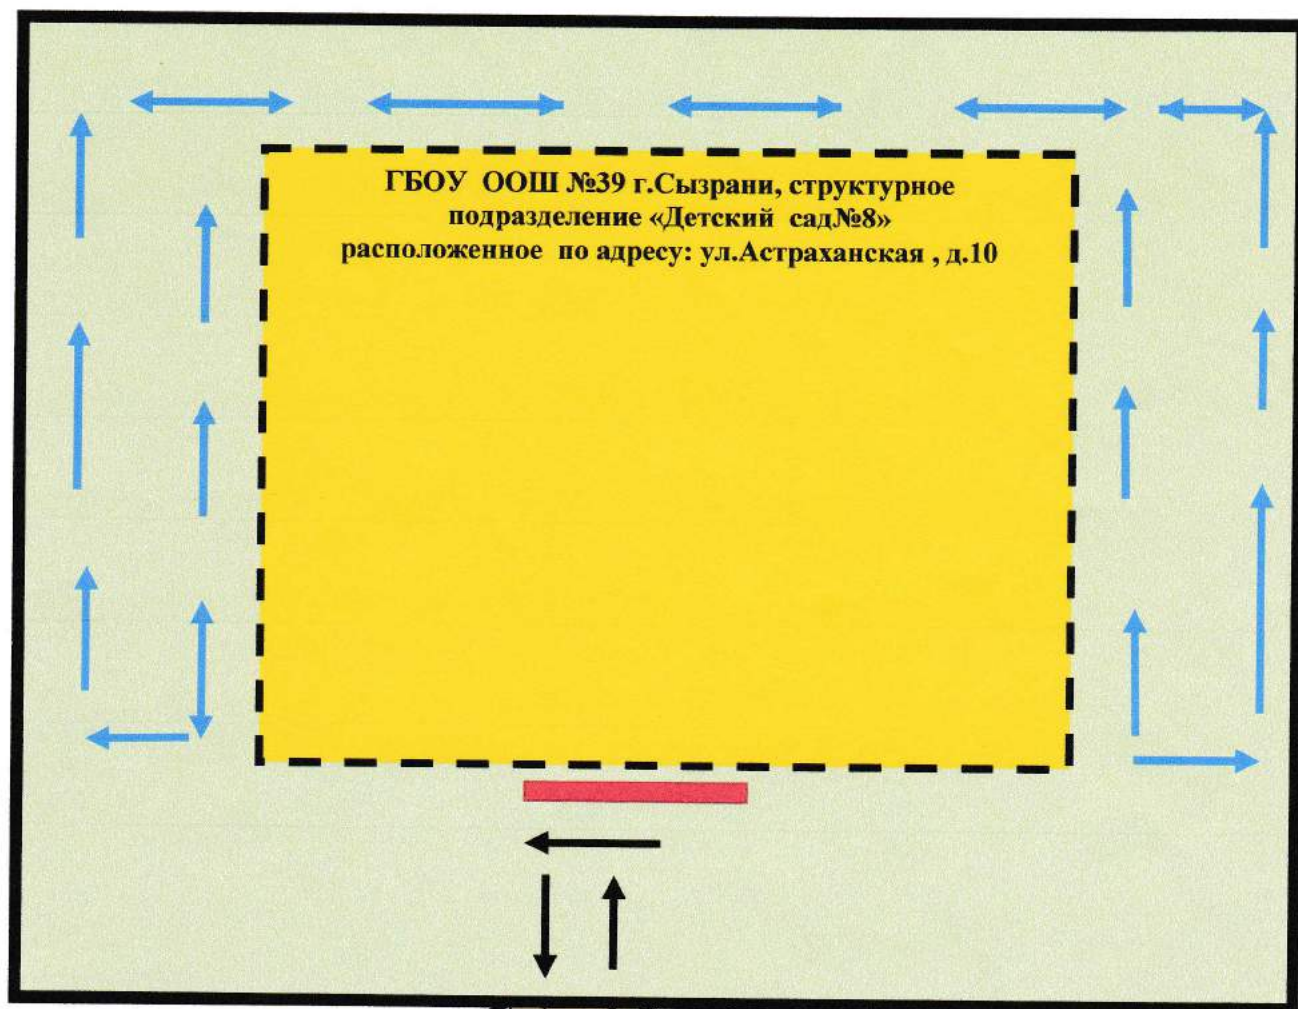 ГБОУ ООШ №39 г.Сызрани, структурное
подразделение «Детский сад№8»
расположенное по адресу: ул.Астраханская , д.10